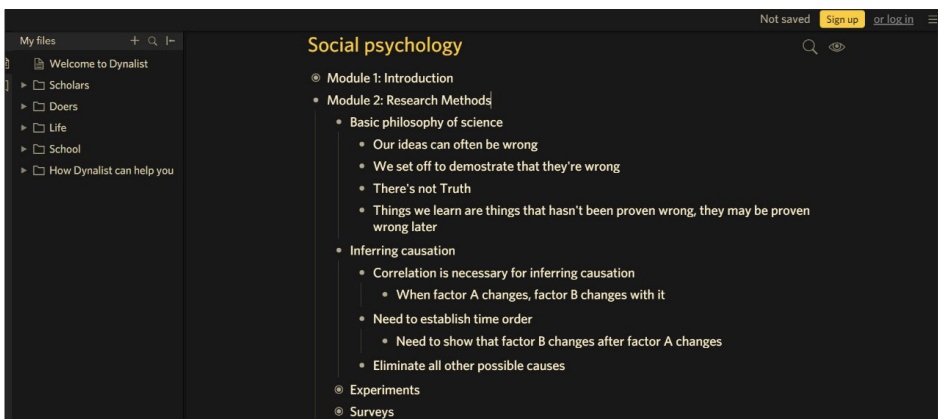 Not saved Sign up or log in
My files
Welcome to Dynalist
Scholars
Doers
Life
School
How Dynalist can help you
Social psychology
Module 1: Introduction
Module 2: Research Methods
Basic philosophy of science
Our ideas can often be wrong
We set off to demostrate that they're wrong
There's not Truth
Things we learn are things that hasn't been proven wrong, they may be proven
wrong later
Inferring causation
Correlation is necessary for inferring causation
When factor A changes, factor B changes with it
Need to establish time order
Need to show that factor B changes after factor A changes
Eliminate all other possible causes
Experiments
Surveys